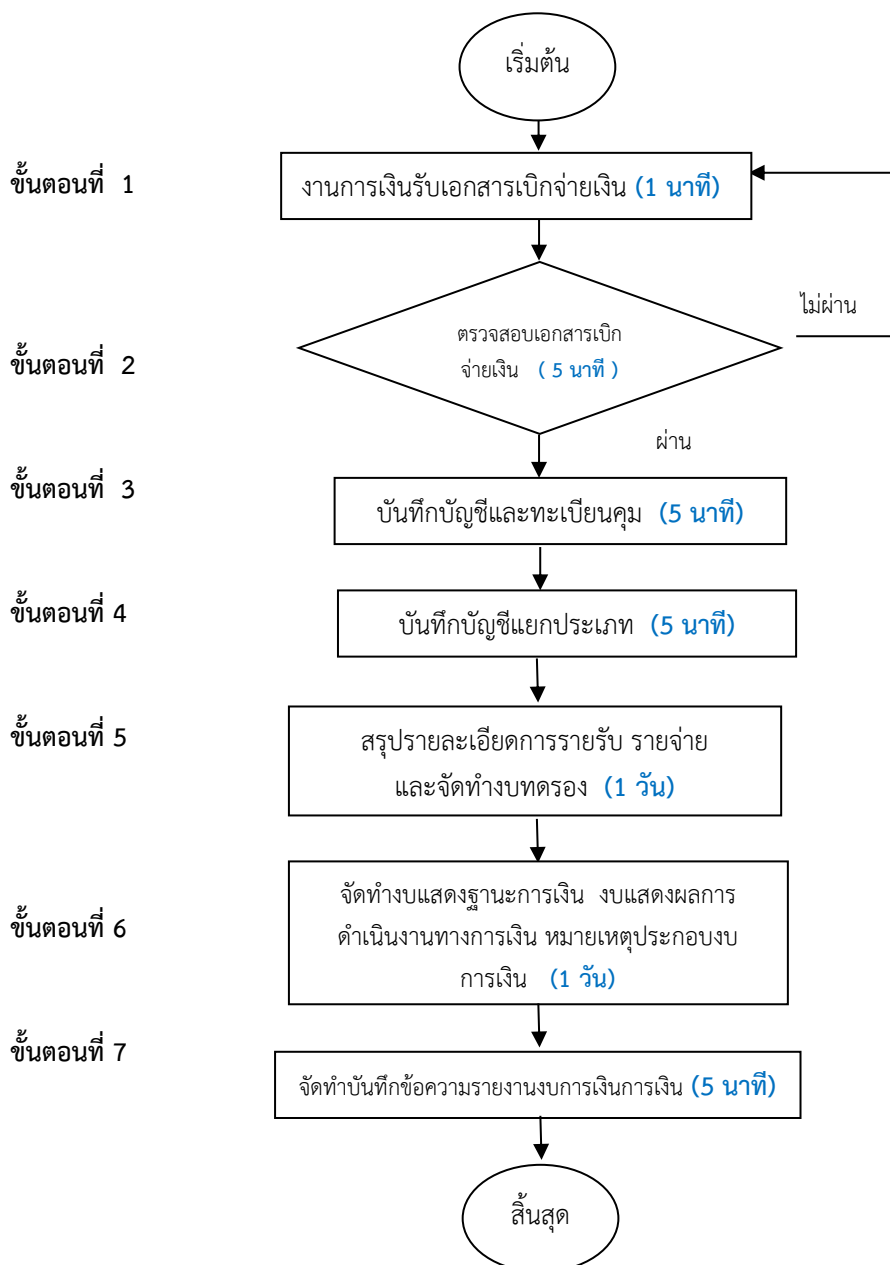 เริ่มต้น
ขั้นตอนที่ 1
งานการเงินรับเอกสารเบิกจ่ายเงิน (1 นาที)
ไม่ผ่าน
ขั้นตอนที่ 2
ตรวจสอบเอกสารเบิก
จ่ายเงิน ( 5 นาที )
ผ่าน
ขั้นตอนที่ 3
บันทึกบัญชีและทะเบียนคุม (5 นาที)
ขั้นตอนที่ 4
บันทึกบัญชีแยกประเภท (5 นาที)
ขั้นตอนที่ 5
สรุปรายละเอียดการรายรับ รายจ่าย
และจัดทำงบทดรอง (1 วัน)
ขั้นตอนที่ 6
จัดทำงบแสดงฐานะการเงิน งบแสดงผลการ
ดำเนินงานทางการเงิน หมายเหตุประกอบงบ
การเงิน (1 วัน)
ขั้นตอนที่ 7
จัดทำบันทึกข้อความรายงานงบการเงินการเงิน (5 นาที)
สิ้นสุด